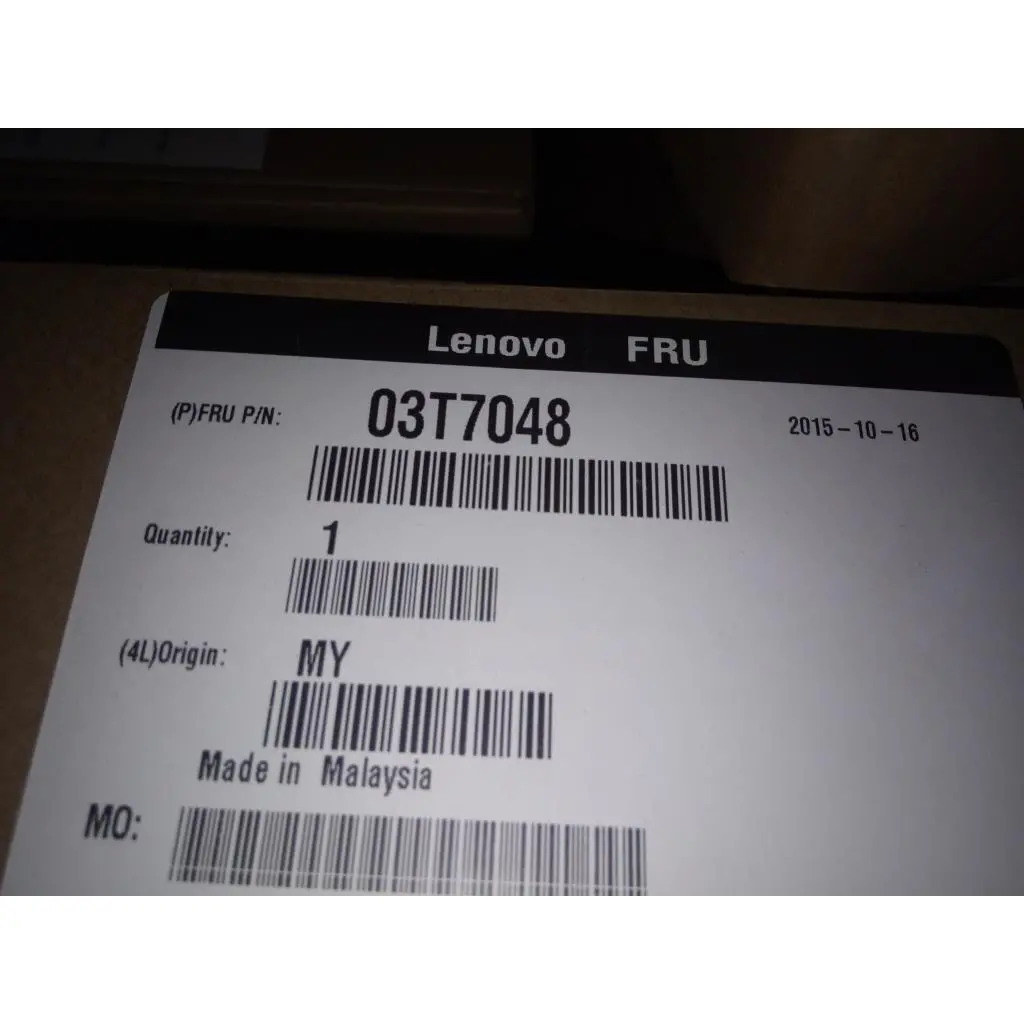 Lenovo FRU
(P)FRU P/N: 03T7048 2015-10-16
Quantity: 1
(4L)Origin: MY
Made in Malaysia
MO: